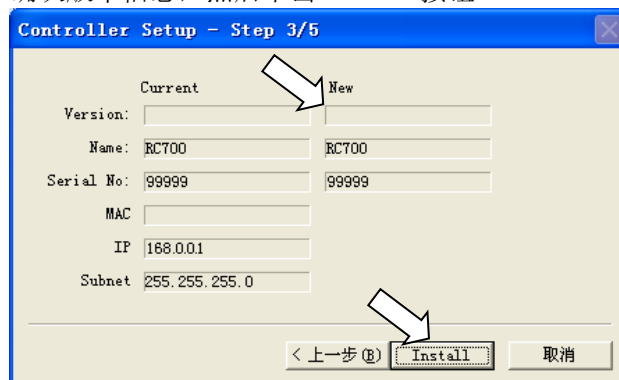 Controller Setup - Step 3/5
Current New
Version:
Name: RC700 RC700
Serial No: 99999 99999
MAC
IP 168.0.0.1
Subnet 255.255.255.0
< 上一步(B) Install 取消